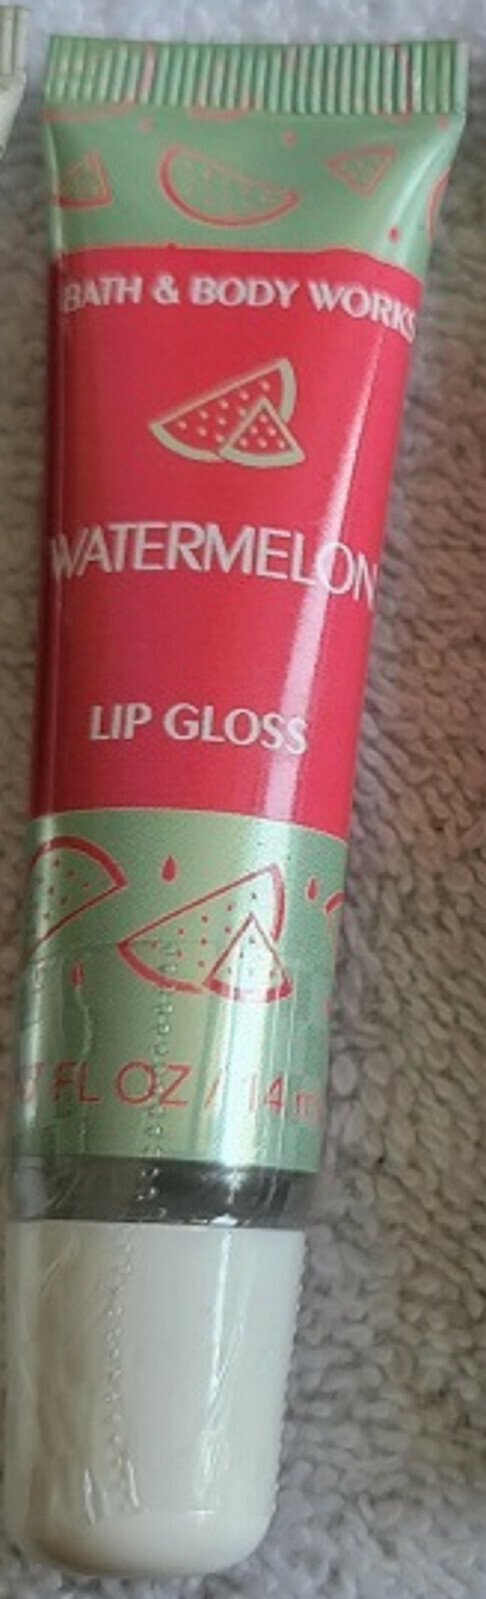 BATH & BODY WORKS
WATERMELON
LIP GLOSS
FL OZ / 14 m